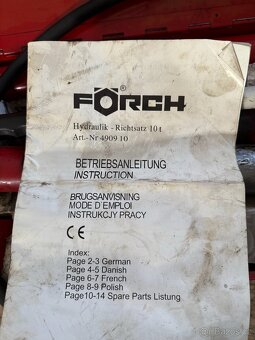 FÖRCH
®
Hydraulik - Richtsatz 10 t
Art.-Nr 4909 10
BETRIEBSANLEITUNG
INSTRUCTION
BRUGSANVISNING
MODE D'EMPLOI
INSTRUKCJY PRACY
CE
Index:
Page 2-3 German
Page 4-5 Danish
Page 6-7 French
Page 8-9 Polish
Page10-14 Spare Parts Listung